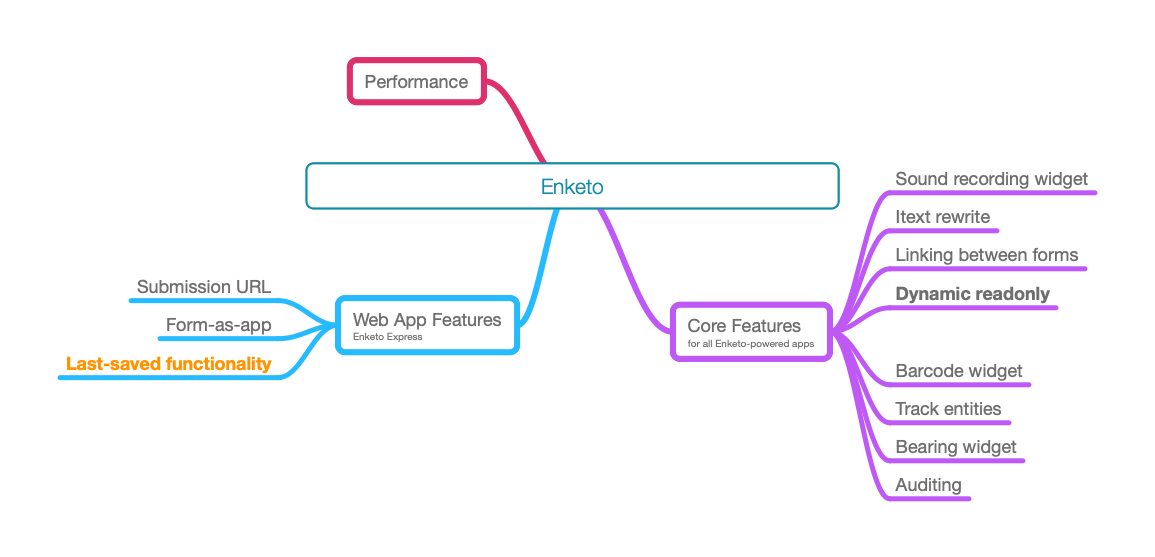 Performance
Enketo
Submission URL
Form-as-app
Last-saved functionality
Web App Features
Enketo Express
Core Features
for all Enketo-powered apps
Sound recording widget
Itext rewrite
Linking between forms
Dynamic readonly
Barcode widget
Track entities
Bearing widget
Auditing